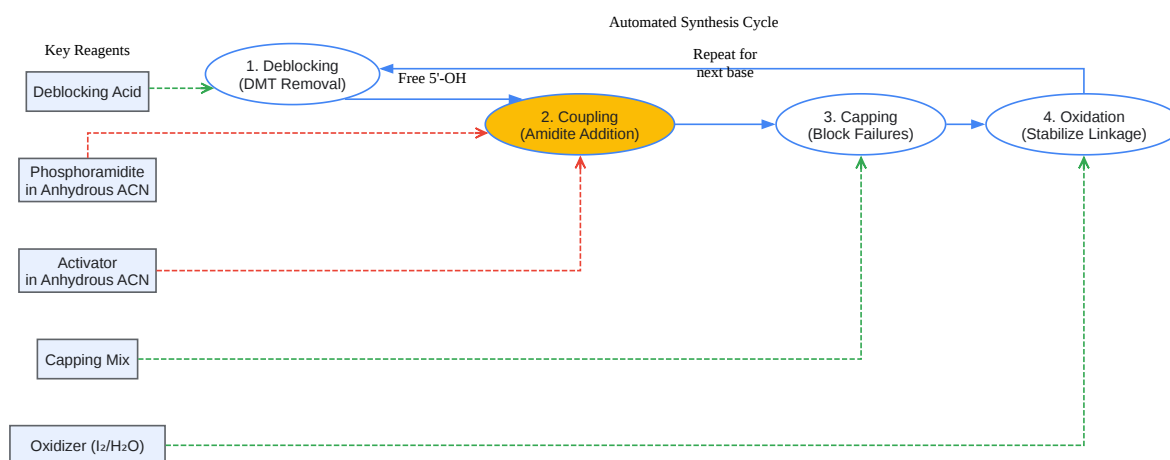 Automated Synthesis Cycle
Key Reagents
Repeat for
next base
1. Deblocking
(DMT Removal)
Free 5'-OH
Deblocking Acid
2. Coupling
(Amidite Addition)
3. Capping
(Block Failures)
4. Oxidation
(Stabilize Linkage)
Phosphoramidite
in Anhydrous ACN
Activator
in Anhydrous ACN
Capping Mix
Oxidizer (I₂/H₂O)